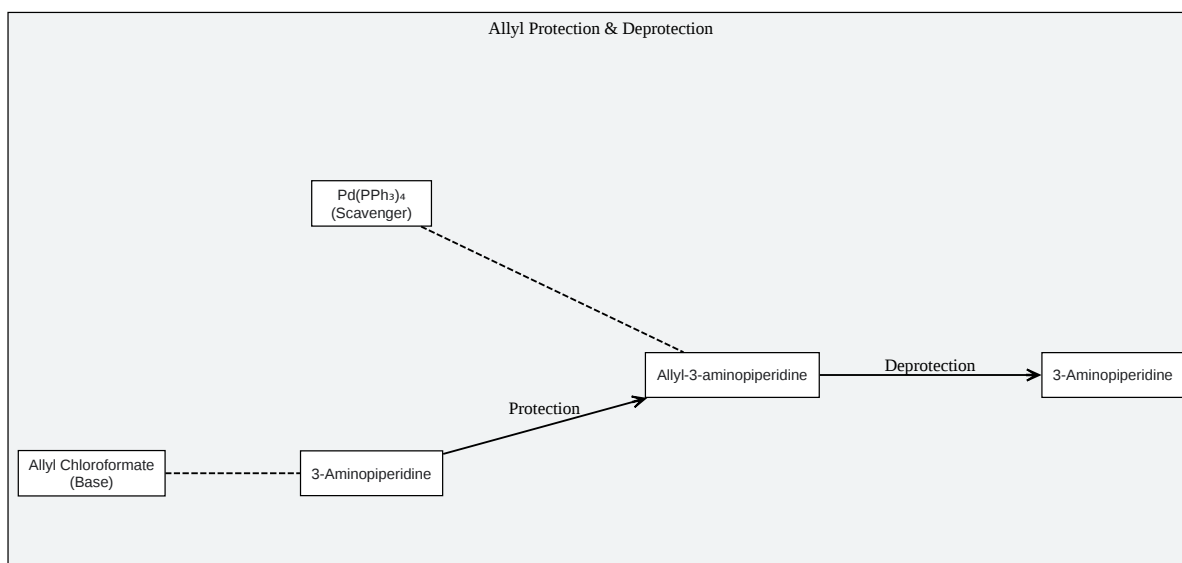 Allyl Protection & Deprotection
Pd(PPh₃)₄
(Scavenger)
Allyl-3-aminopiperidine
Deprotection
3-Aminopiperidine
Protection
Allyl Chloroformate
(Base)
3-Aminopiperidine